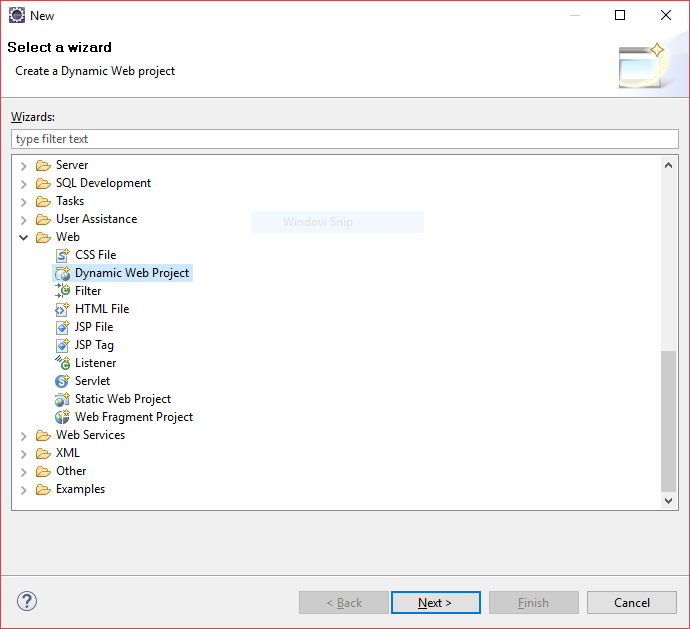 New
Select a wizard
Create a Dynamic Web project
Wizards:
type filter text
Server
SQL Development
Tasks
User Assistance
Window Snip
Web
CSS File
Dynamic Web Project
Filter
HTML File
JSP File
JSP Tag
Listener
Servlet
Static Web Project
Web Fragment Project
Web Services
XML
Other
Examples
< Back
Next >
Finish
Cancel